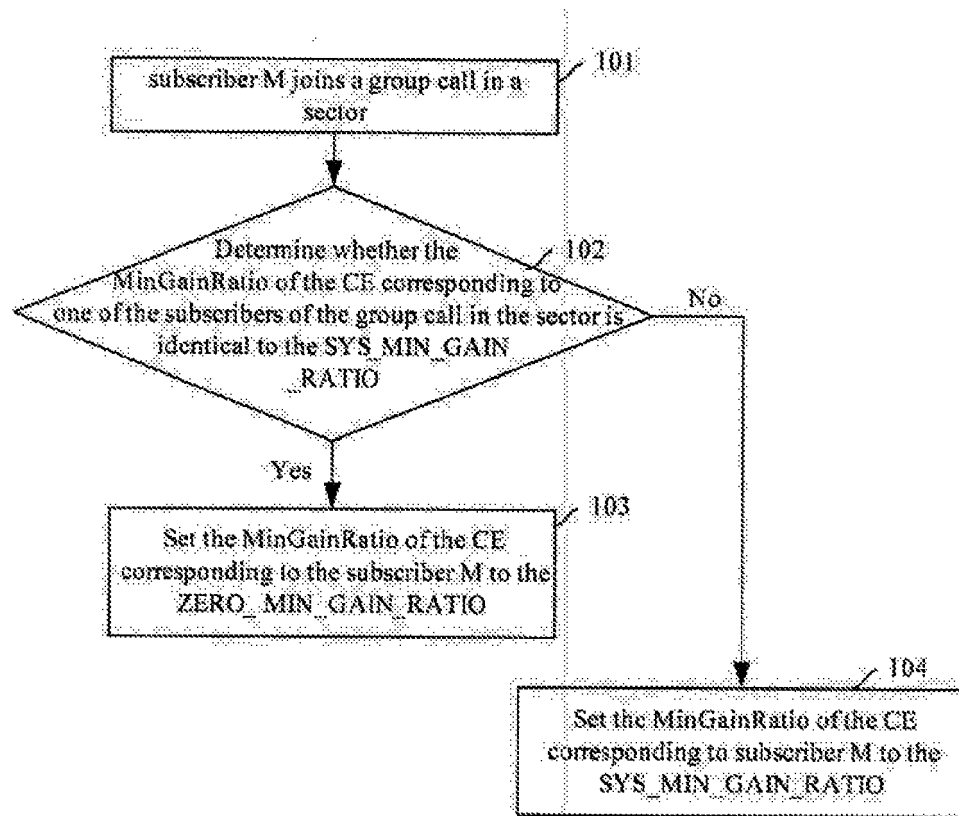 101
subscriber M joins a group call in a
sector
102
Determine whether the
MinGainRatio of the CE corresponding to
one of the subscribers of the group call in the sector is
identical to the SYS_MIN_GAIN
_RATIO
No
Yes
103
Set the MinGainRatio of the CE
corresponding to the subscriber M to the
ZERO_ MIN_GAIN_RATIO
104
Set the MinGainRatio of the CE
corresponding to subscriber M to the
SYS_MIN_GAIN_RATIO